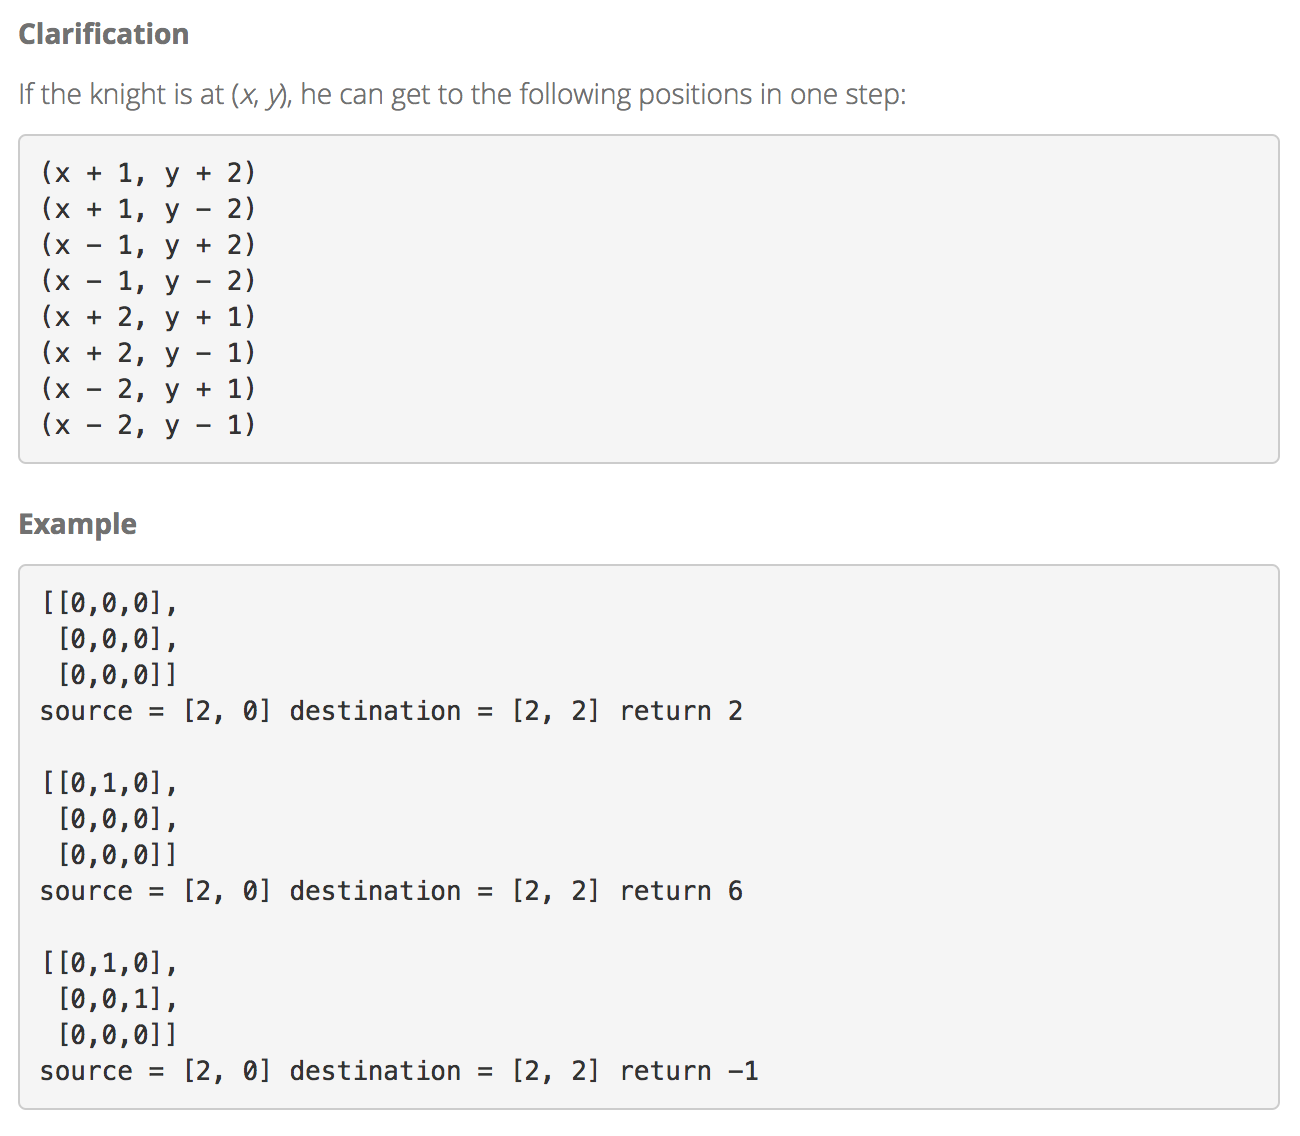 Clarification
If the knight is at (x, y), he can get to the following positions in one step:
(x + 1, y + 2)
(x + 1, y - 2)
(x - 1, y + 2)
(x - 1, y - 2)
(x + 2, y + 1)
(x + 2, y - 1)
(x - 2, y + 1)
(x - 2, y - 1)
Example
[[0,0,0],
 [0,0,0],
 [0,0,0]]
source = [2, 0] destination = [2, 2] return 2
[[0,1,0],
 [0,0,0],
 [0,0,0]]
source = [2, 0] destination = [2, 2] return 6
[[0,1,0],
 [0,0,1],
 [0,0,0]]
source = [2, 0] destination = [2, 2] return -1